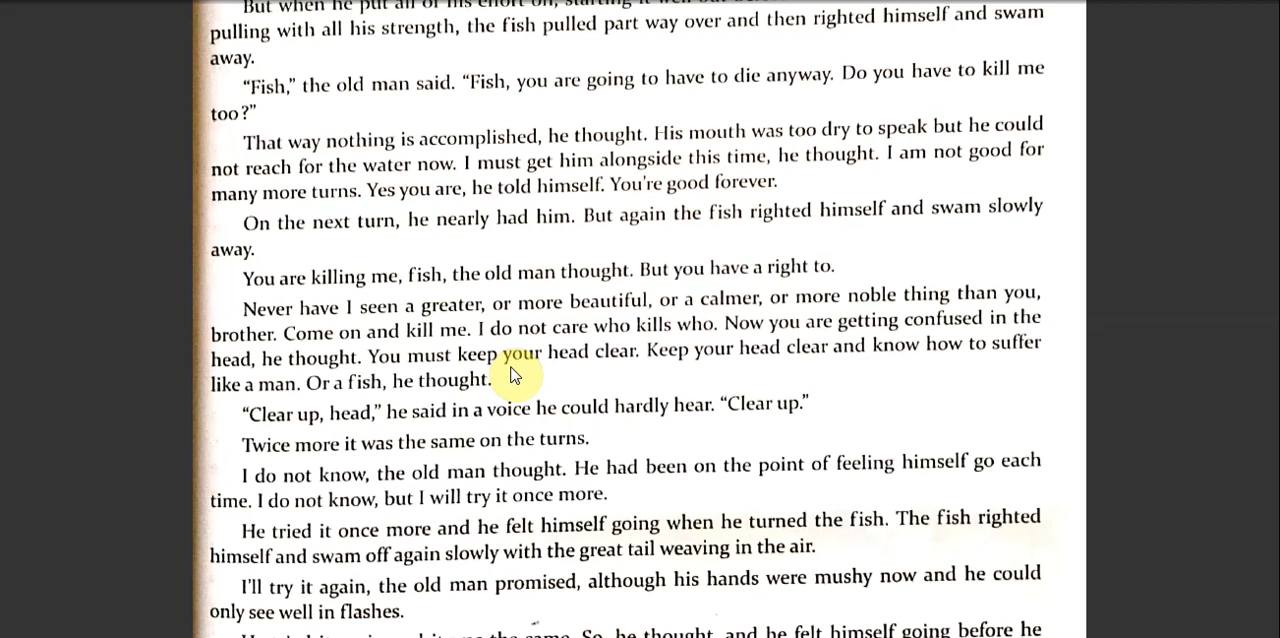 But when he put all of his effort on, starting it well
pulling with all his strength, the fish pulled part way over and then righted himself and swam
away.
“Fish,” the old man said. “Fish, you are going to have to die anyway. Do you have to kill me
too?”
That way nothing is accomplished, he thought. His mouth was too dry to speak but he could
not reach for the water now. I must get him alongside this time, he thought. I am not good for
many more turns. Yes you are, he told himself. You're good forever.
On the next turn, he nearly had him. But again the fish righted himself and swam slowly
away.
You are killing me, fish, the old man thought. But you have a right to.
Never have I seen a greater, or more beautiful, or a calmer, or more noble thing than you,
brother. Come on and kill me. I do not care who kills who. Now you are getting confused in the
head, he thought. You must keep your head clear. Keep your head clear and know how to suffer
like a man. Or a fish, he thought.
“Clear up, head,” he said in a voice he could hardly hear. “Clear up.”
Twice more it was the same on the turns.
I do not know, the old man thought. He had been on the point of feeling himself go each
time. I do not know, but I will try it once more.
He tried it once more and he felt himself going when he turned the fish. The fish righted
himself and swam off again slowly with the great tail weaving in the air.
I'll try it again, the old man promised, although his hands were mushy now and he could
only see well in flashes.
the same. So, he thought, and he felt himself going before he